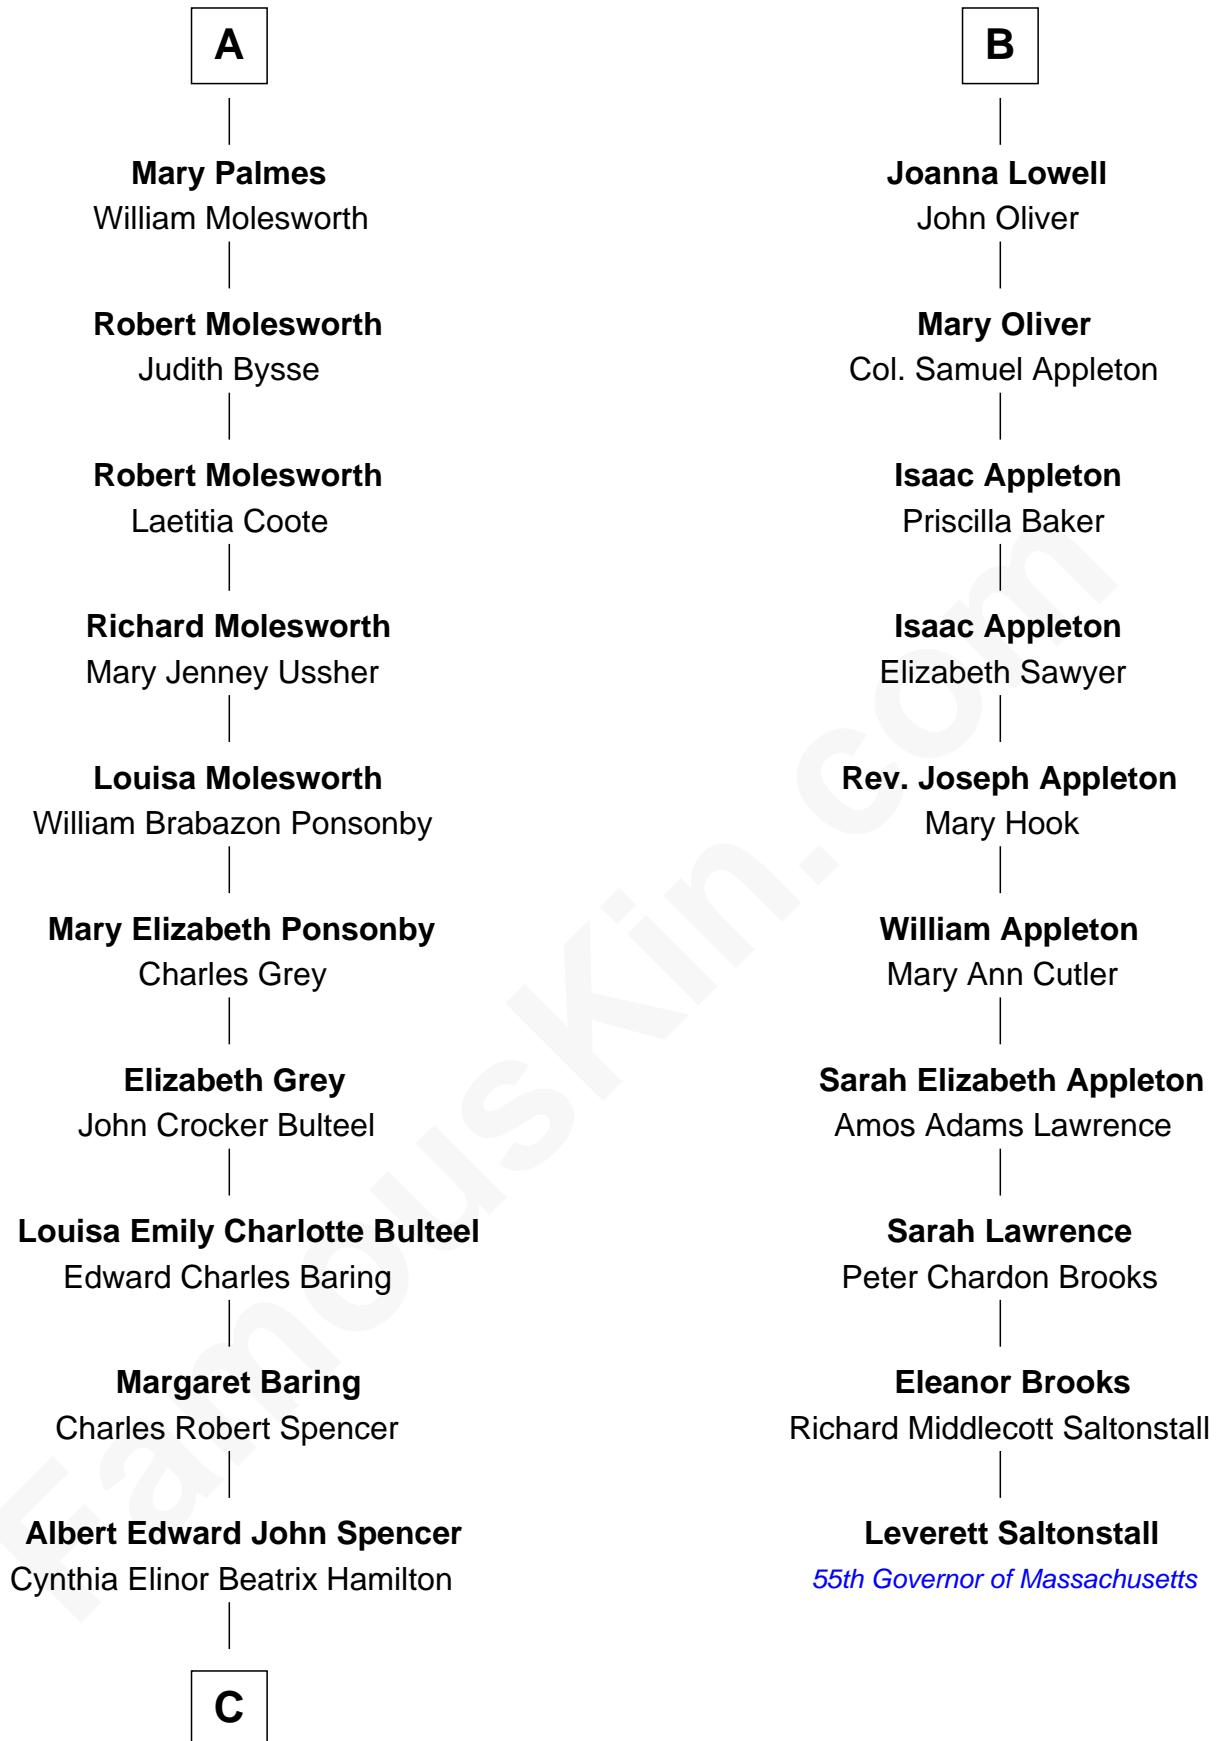 A
Mary Palmes
William Molesworth
Robert Molesworth
Judith Bysse
Robert Molesworth
Laetitia Coote
Richard Molesworth
Mary Jenney Ussher
Louisa Molesworth
William Brabazon Ponsonby
Mary Elizabeth Ponsonby
Charles Grey
Elizabeth Grey
John Crocker Bulteel
Louisa Emily Charlotte Bulteel
Edward Charles Baring
Margaret Baring
Charles Robert Spencer
Albert Edward John Spencer
Cynthia Elinor Beatrix Hamilton
C
B
Joanna Lowell
John Oliver
Mary Oliver
Col. Samuel Appleton
Isaac Appleton
Priscilla Baker
Isaac Appleton
Elizabeth Sawyer
Rev. Joseph Appleton
Mary Hook
William Appleton
Mary Ann Cutler
Sarah Elizabeth Appleton
Amos Adams Lawrence
Sarah Lawrence
Peter Chardon Brooks
Eleanor Brooks
Richard Middlecott Saltonstall
Leverett Saltonstall
55th Governor of Massachusetts
FamousKin.com